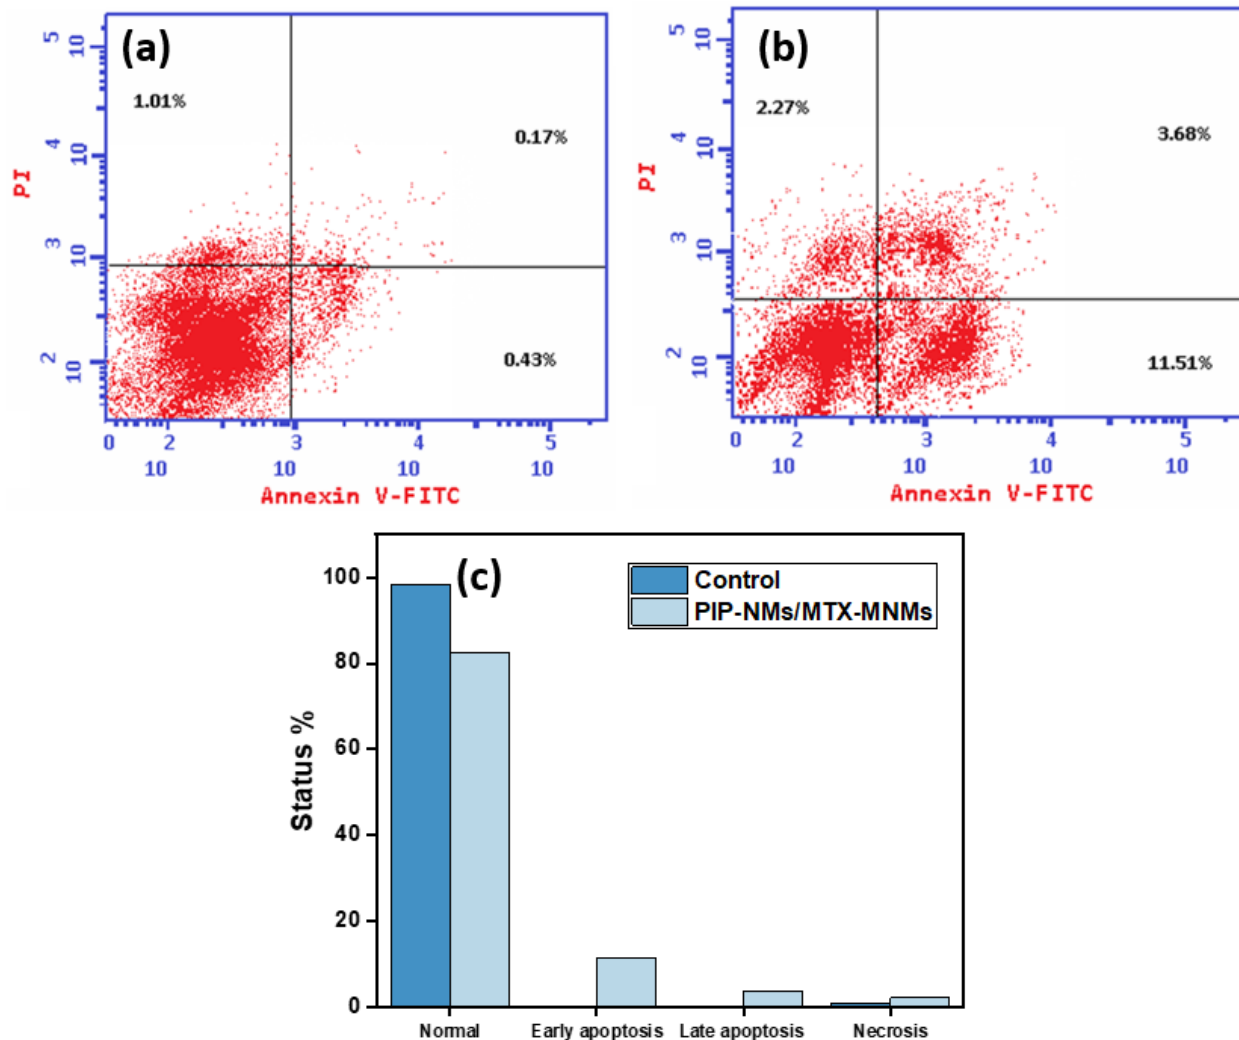 (a)
1.01%
0.17%
0.43%
PI
5
10
4
10
3
10
2
10
0 2 3 4 5
10 10 10 10
Annexin V-FITC
(b)
2.27%
3.68%
11.51%
PI
5
10
4
10
3
10
2
10
0 2 3 4 5
10 10 10 10
Annexin V-FITC
(c)
Control
PIP-NMs/MTX-MNMs
Status %
100
80
60
40
20
0
Normal Early apoptosis Late apoptosis Necrosis